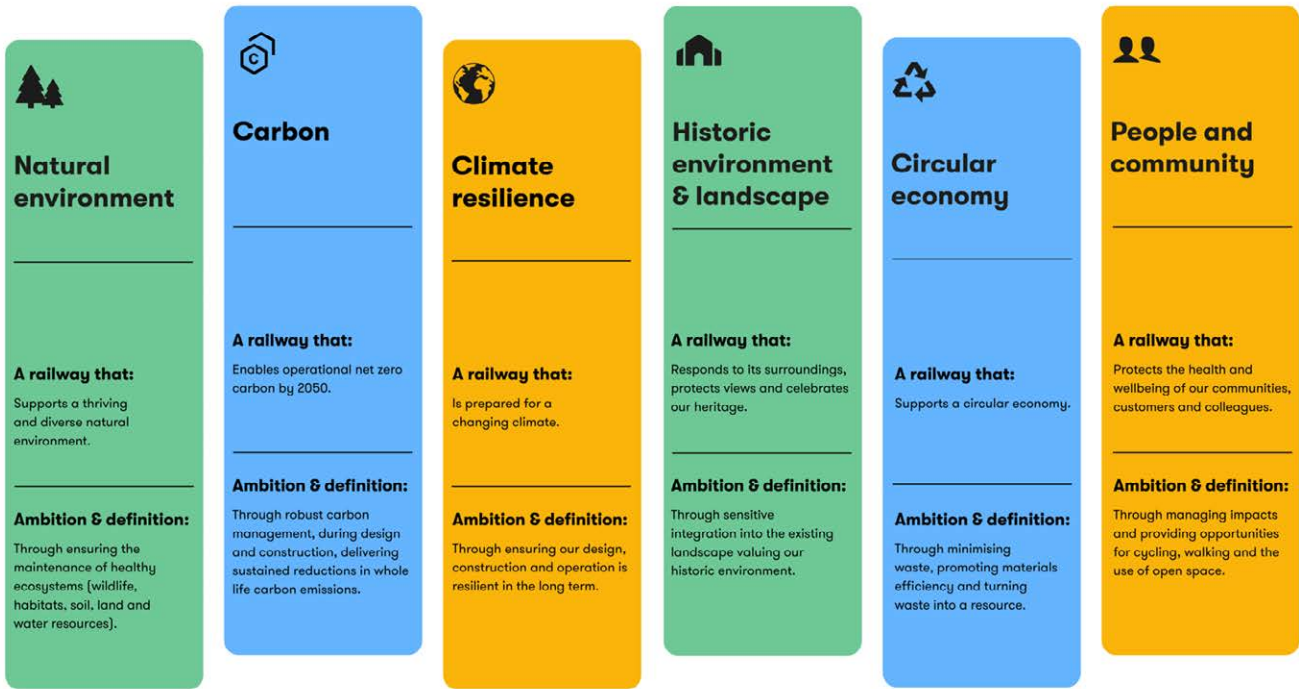 Natural
environment
A railway that:
Supports a thriving
and diverse natural
environment.
Ambition & definition:
Through ensuring the
maintenance of healthy
ecosystems (wildlife,
habitats, soil, land and
water resources).
C
Carbon
A railway that:
Enables operational net zero
carbon by 2050.
Ambition & definition:
Through robust carbon
management, during design
and construction, delivering
sustained reductions in whole
life carbon emissions.
Climate
resilience
A railway that:
Is prepared for a
changing climate.
Ambition & definition:
Through ensuring our design,
construction and operation is
resilient in the long term.
Historic
environment
& landscape
A railway that:
Responds to its surroundings,
protects views and celebrates
our heritage.
Ambition & definition:
Through sensitive
integration into the existing
landscape valuing our
historic environment.
Circular
economy
A railway that:
Supports a circular economy.
Ambition & definition:
Through minimising
waste, promoting materials
efficiency and turning
waste into a resource.
People and
community
A railway that:
Protects the health and
wellbeing of our communities,
customers and colleagues.
Ambition & definition:
Through managing impacts
and providing opportunities
for cycling, walking and the
use of open space.